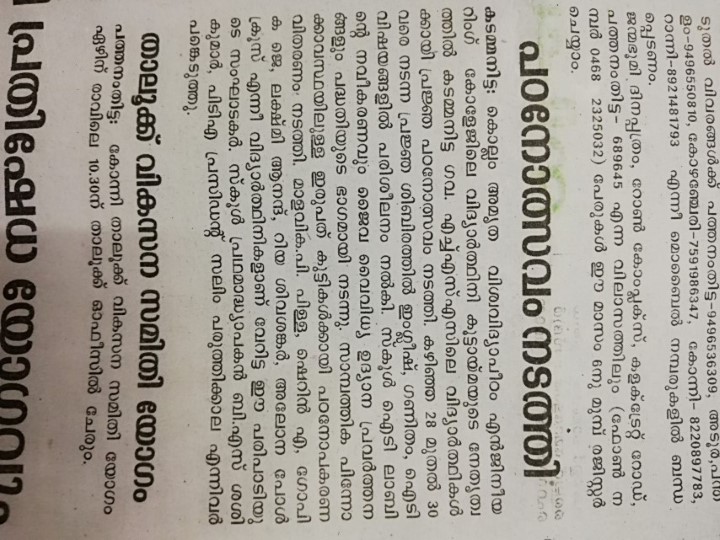 ടുതൽ വിവരങ്ങൾക്ക് പത്തനംതിട്ട-9496536309, അടൂർ,പന്ത
ളം-9496550810, കോഴഞ്ചേരി-7591986347, കോന്നി- 8220897783,
റാന്നി-8921481793 എന്നീ മൊബൈൽ നമ്പരുകളിൽ ബന്ധ
പ്പെടണം.
ജന്മഭൂമി ദിനപ്പത്രം, റോൺ കോംപ്ലക്സ്, കളക്ട്രേറ്റ് റോഡ്,
പത്തനംതിട്ട- 689645 എന്ന വിലാസത്തിലും (ഫോൺ ന
മ്പർ 0468 2325032) പേരുകൾ ഈ മാസം 6നു മുമ്പ് രജിസ്റ്റർ
ചെയ്യാം.
പഠനോത്സവം നടത്തി
കടമ്മനിട്ട: കൊല്ലം അമൃത വിശ്വവിദ്യാപീഠം എൻജിനീയ
റിംഗ് കോളേജിലെ വിദ്യാർത്ഥിനി കൂട്ടായ്മയുടെ നേതൃത്വ
ത്തിൽ കടമ്മനിട്ട ഗവ. എച്ച്എസ്എസിലെ വിദ്യാർത്ഥികൾ
ക്കായി പ്രജ്ഞ പഠനോത്സവം നടത്തി. കഴിഞ്ഞ 28 മുതൽ 30
വരെ നടന്ന പ്രജ്ഞ ശിബിരത്തിൽ ഇംഗ്ലീഷ്, ഗണിതം, ഐടി
വിഷയങ്ങളിൽ പരിശീലനം നൽകി. സ്കൂൾ ഐടി ലാബി
ന്റെ നവീകരണവും ജൈവ വൈവിധ്യ ഉദ്യാന പ്രവർത്തന
ങ്ങളും പദ്ധതിയുടെ ഭാഗമായി നടന്നു. സാമ്പത്തിക പിന്നോ
ക്കാവസ്ഥയിലുള്ള ഇരുപത് കുട്ടികൾക്കായി പഠനോപകരണ
വിതരണം നടത്തി. മാളവിക.പി. പിള്ള, ഷെറിൻ എ, ഗോപി
ക ജെ, ലക്ഷ്മി ആനന്ദ്, റിയ ശിവശങ്കർ, അലോന പോൾ
ക്രൂസ് എന്നീ വിദ്യാർത്ഥിനികളാണ് വേറിട്ട ഈ പരിപാടിയു
ടെ സംഘാടകർ. സ്കൂൾ പ്രഥമാദ്ധ്യാപകൻ ബി.എസ് ശശി
കുമാർ, പിടിഎ പ്രസിഡന്റ് സലിം പരുത്തിക്കാല എന്നിവർ
പങ്കെടുത്തു.
താലൂക്ക് വികസന സമിതി യോഗം
പത്തനംതിട്ട: കോന്നി താലൂക്ക് വികസന സമിതി യോഗം
ഏഴിന് രാവിലെ 10.30ന് താലൂക്ക് ഓഫീസിൽ ചേരും.
പ്രതിഷേധ യോഗവും